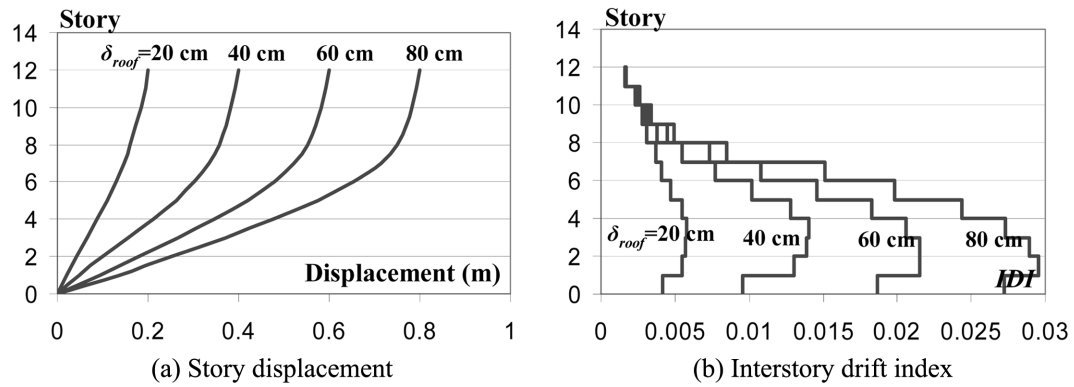 Story
14
12
10
8
6
4
2
0
δroof=20 cm
40 cm
60 cm
80 cm
Displacement (m)
0 0.2 0.4 0.6 0.8 1
(a) Story displacement
Story
14
12
10
8
6
4
2
0
δroof=20 cm
40 cm
60 cm
80 cm
IDI
0 0.005 0.01 0.015 0.02 0.025 0.03
(b) Interstory drift index